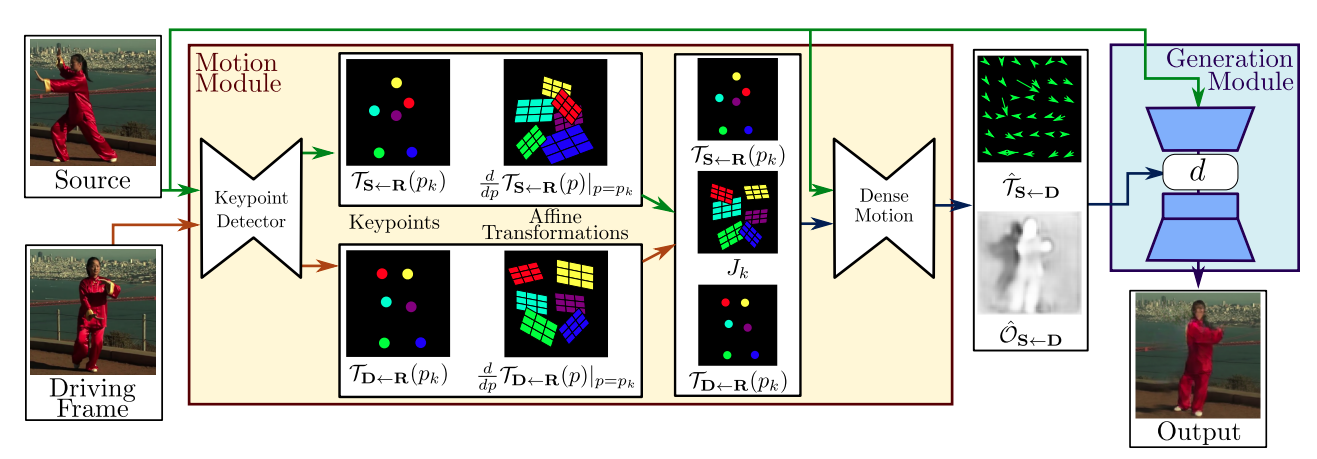 Source
Driving
Frame
Motion
Module
Keypoint
Detector
𝒯_{S←R}(p_k)
d/dp 𝒯_{S←R}(p)|_{p=p_k}
Keypoints
Affine
Transformations
𝒯_{D←R}(p_k)
d/dp 𝒯_{D←R}(p)|_{p=p_k}
𝒯_{S←R}(p_k)
J_k
𝒯_{D←R}(p_k)
Dense
Motion
𝒯̂_{S←D}
𝒪̂_{S←D}
Generation
Module
d
Output